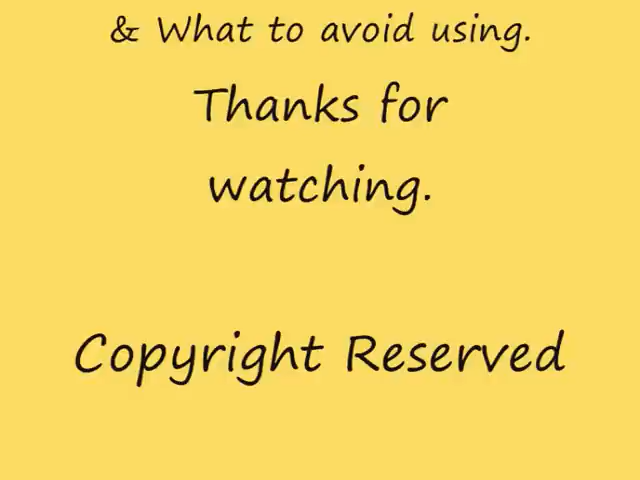 & What to avoid using.
Thanks for
watching.
Copyright Reserved